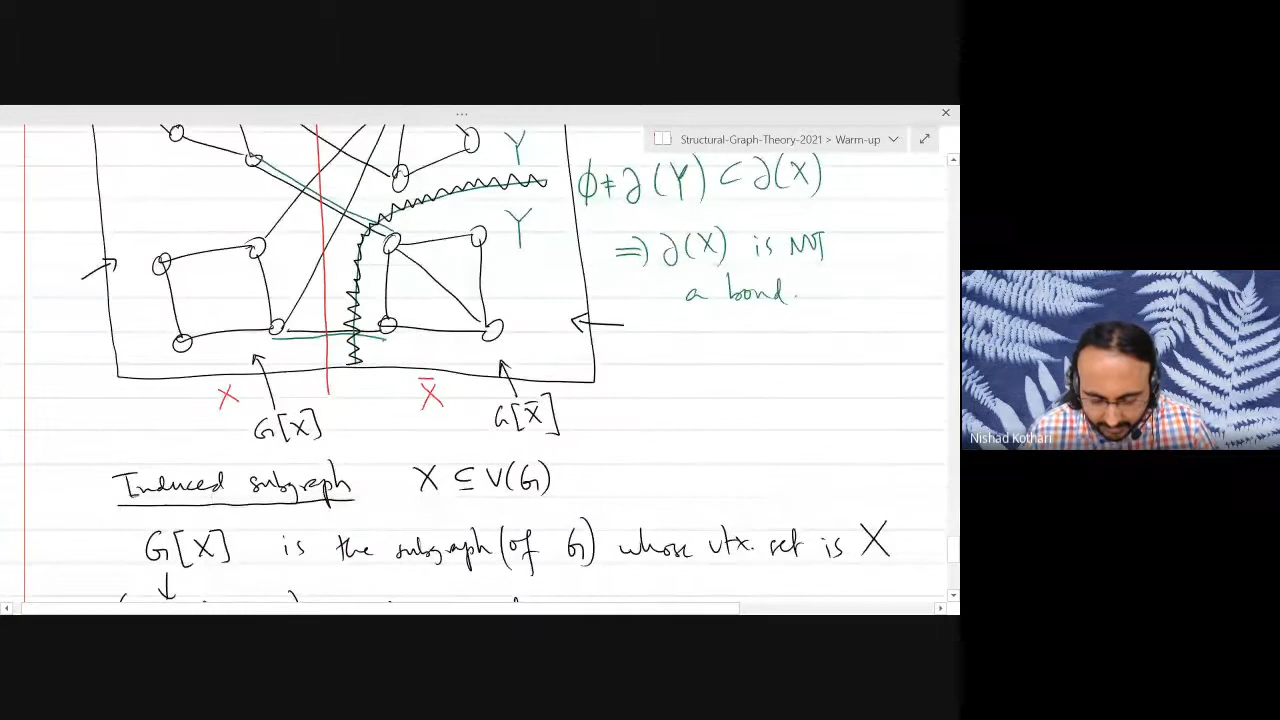 Structural-Graph-Theory-2021 > Warm-up
Y
ϕ ≠ ∂(Y) ⊂ ∂(X)
Y
⇒ ∂(X) is NOT
a bond.
X
X̄
G[X]
G[X̄]
Nishad Kothari
Induced subgraph X ⊆ V(G)
G[X] is the subgraph (of G) whose vtx. set is X